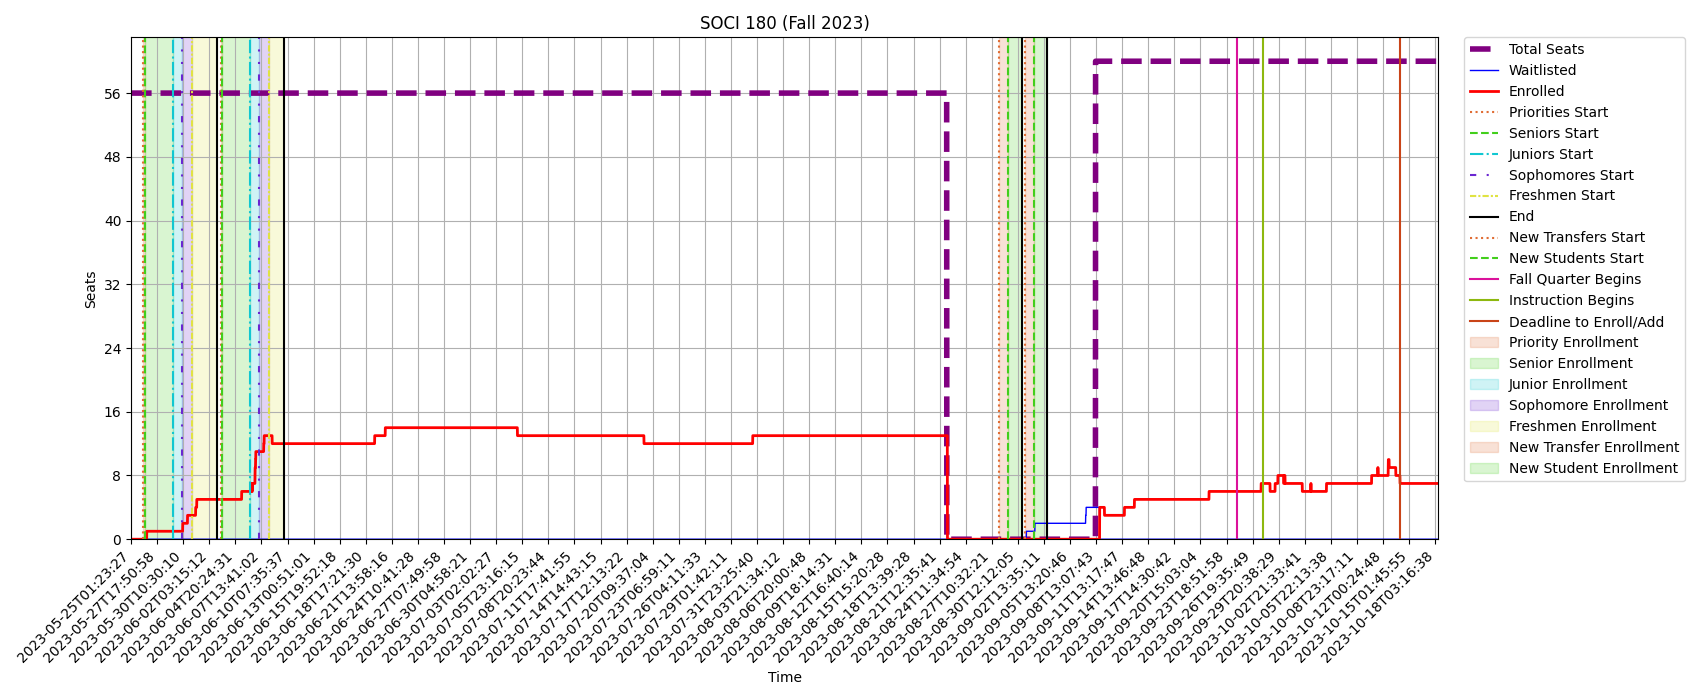 SOCI 180 (Fall 2023)
Seats
56
48
40
32
24
16
8
0
2023-05-25T01:23:27
2023-05-27T17:50:58
2023-05-30T10:30:10
2023-06-02T03:15:12
2023-06-04T20:24:31
2023-06-07T13:41:02
2023-06-10T07:35:37
2023-06-13T00:51:01
2023-06-15T19:52:18
2023-06-18T17:21:30
2023-06-21T13:58:16
2023-06-24T10:41:28
2023-06-27T07:49:58
2023-06-30T04:58:21
2023-07-03T02:02:27
2023-07-05T23:16:15
2023-07-08T20:23:44
2023-07-11T17:41:55
2023-07-14T14:43:15
2023-07-17T12:13:22
2023-07-20T09:37:04
2023-07-23T06:59:11
2023-07-26T04:11:33
2023-07-29T01:42:11
2023-07-31T23:25:40
2023-08-03T21:34:12
2023-08-06T20:00:48
2023-08-09T18:14:31
2023-08-12T16:40:14
2023-08-15T15:20:28
2023-08-18T13:39:28
2023-08-21T12:35:41
2023-08-24T11:34:54
2023-08-27T10:32:21
2023-08-30T12:12:05
2023-09-02T13:35:11
2023-09-05T13:20:46
2023-09-08T13:07:43
2023-09-11T13:17:47
2023-09-14T13:46:48
2023-09-17T14:30:42
2023-09-20T15:03:04
2023-09-23T18:51:58
2023-09-26T19:35:49
2023-09-29T20:38:29
2023-10-02T21:33:41
2023-10-05T22:13:38
2023-10-08T23:17:11
2023-10-12T00:24:48
2023-10-15T01:45:55
2023-10-18T03:16:38
Time
Total Seats
Waitlisted
Enrolled
Priorities Start
Seniors Start
Juniors Start
Sophomores Start
Freshmen Start
End
New Transfers Start
New Students Start
Fall Quarter Begins
Instruction Begins
Deadline to Enroll/Add
Priority Enrollment
Senior Enrollment
Junior Enrollment
Sophomore Enrollment
Freshmen Enrollment
New Transfer Enrollment
New Student Enrollment